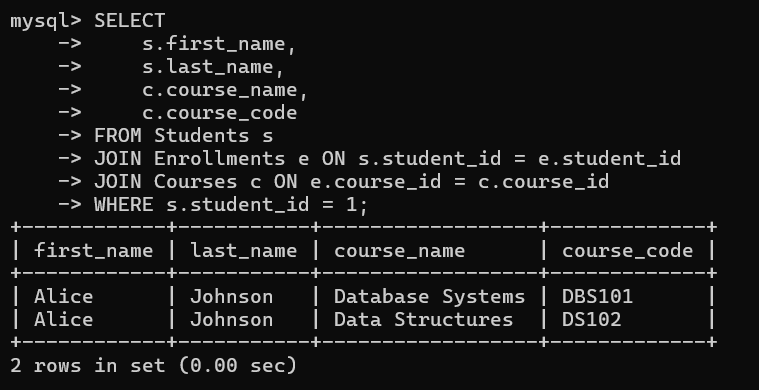 mysql> SELECT
    ->     s.first_name,
    ->     s.last_name,
    ->     c.course_name,
    ->     c.course_code
    -> FROM Students s
    -> JOIN Enrollments e ON s.student_id = e.student_id
    -> JOIN Courses c ON e.course_id = c.course_id
    -> WHERE s.student_id = 1;
+------------+-----------+------------------+-------------+
| first_name | last_name | course_name      | course_code |
+------------+-----------+------------------+-------------+
| Alice      | Johnson   | Database Systems | DBS101      |
| Alice      | Johnson   | Data Structures  | DS102       |
+------------+-----------+------------------+-------------+
2 rows in set (0.00 sec)